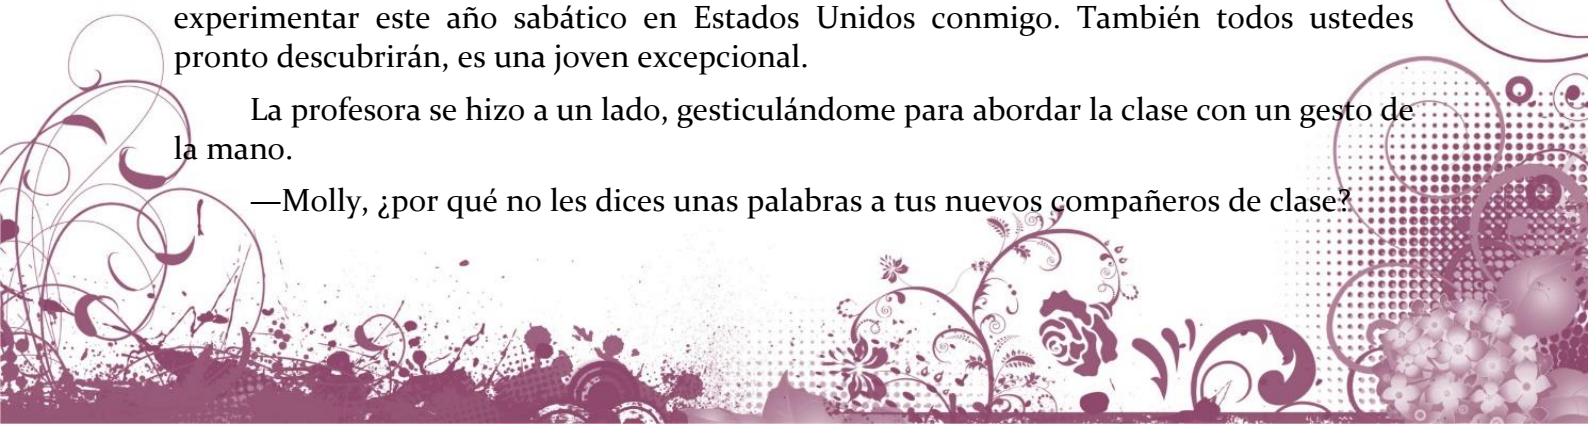 experimentar este año sabático en Estados Unidos conmigo. También todos ustedes
pronto descubrirán, es una joven excepcional.
La profesora se hizo a un lado, gesticulándome para abordar la clase con un gesto de
la mano.
—Molly, ¿por qué no les dices unas palabras a tus nuevos compañeros de clase?